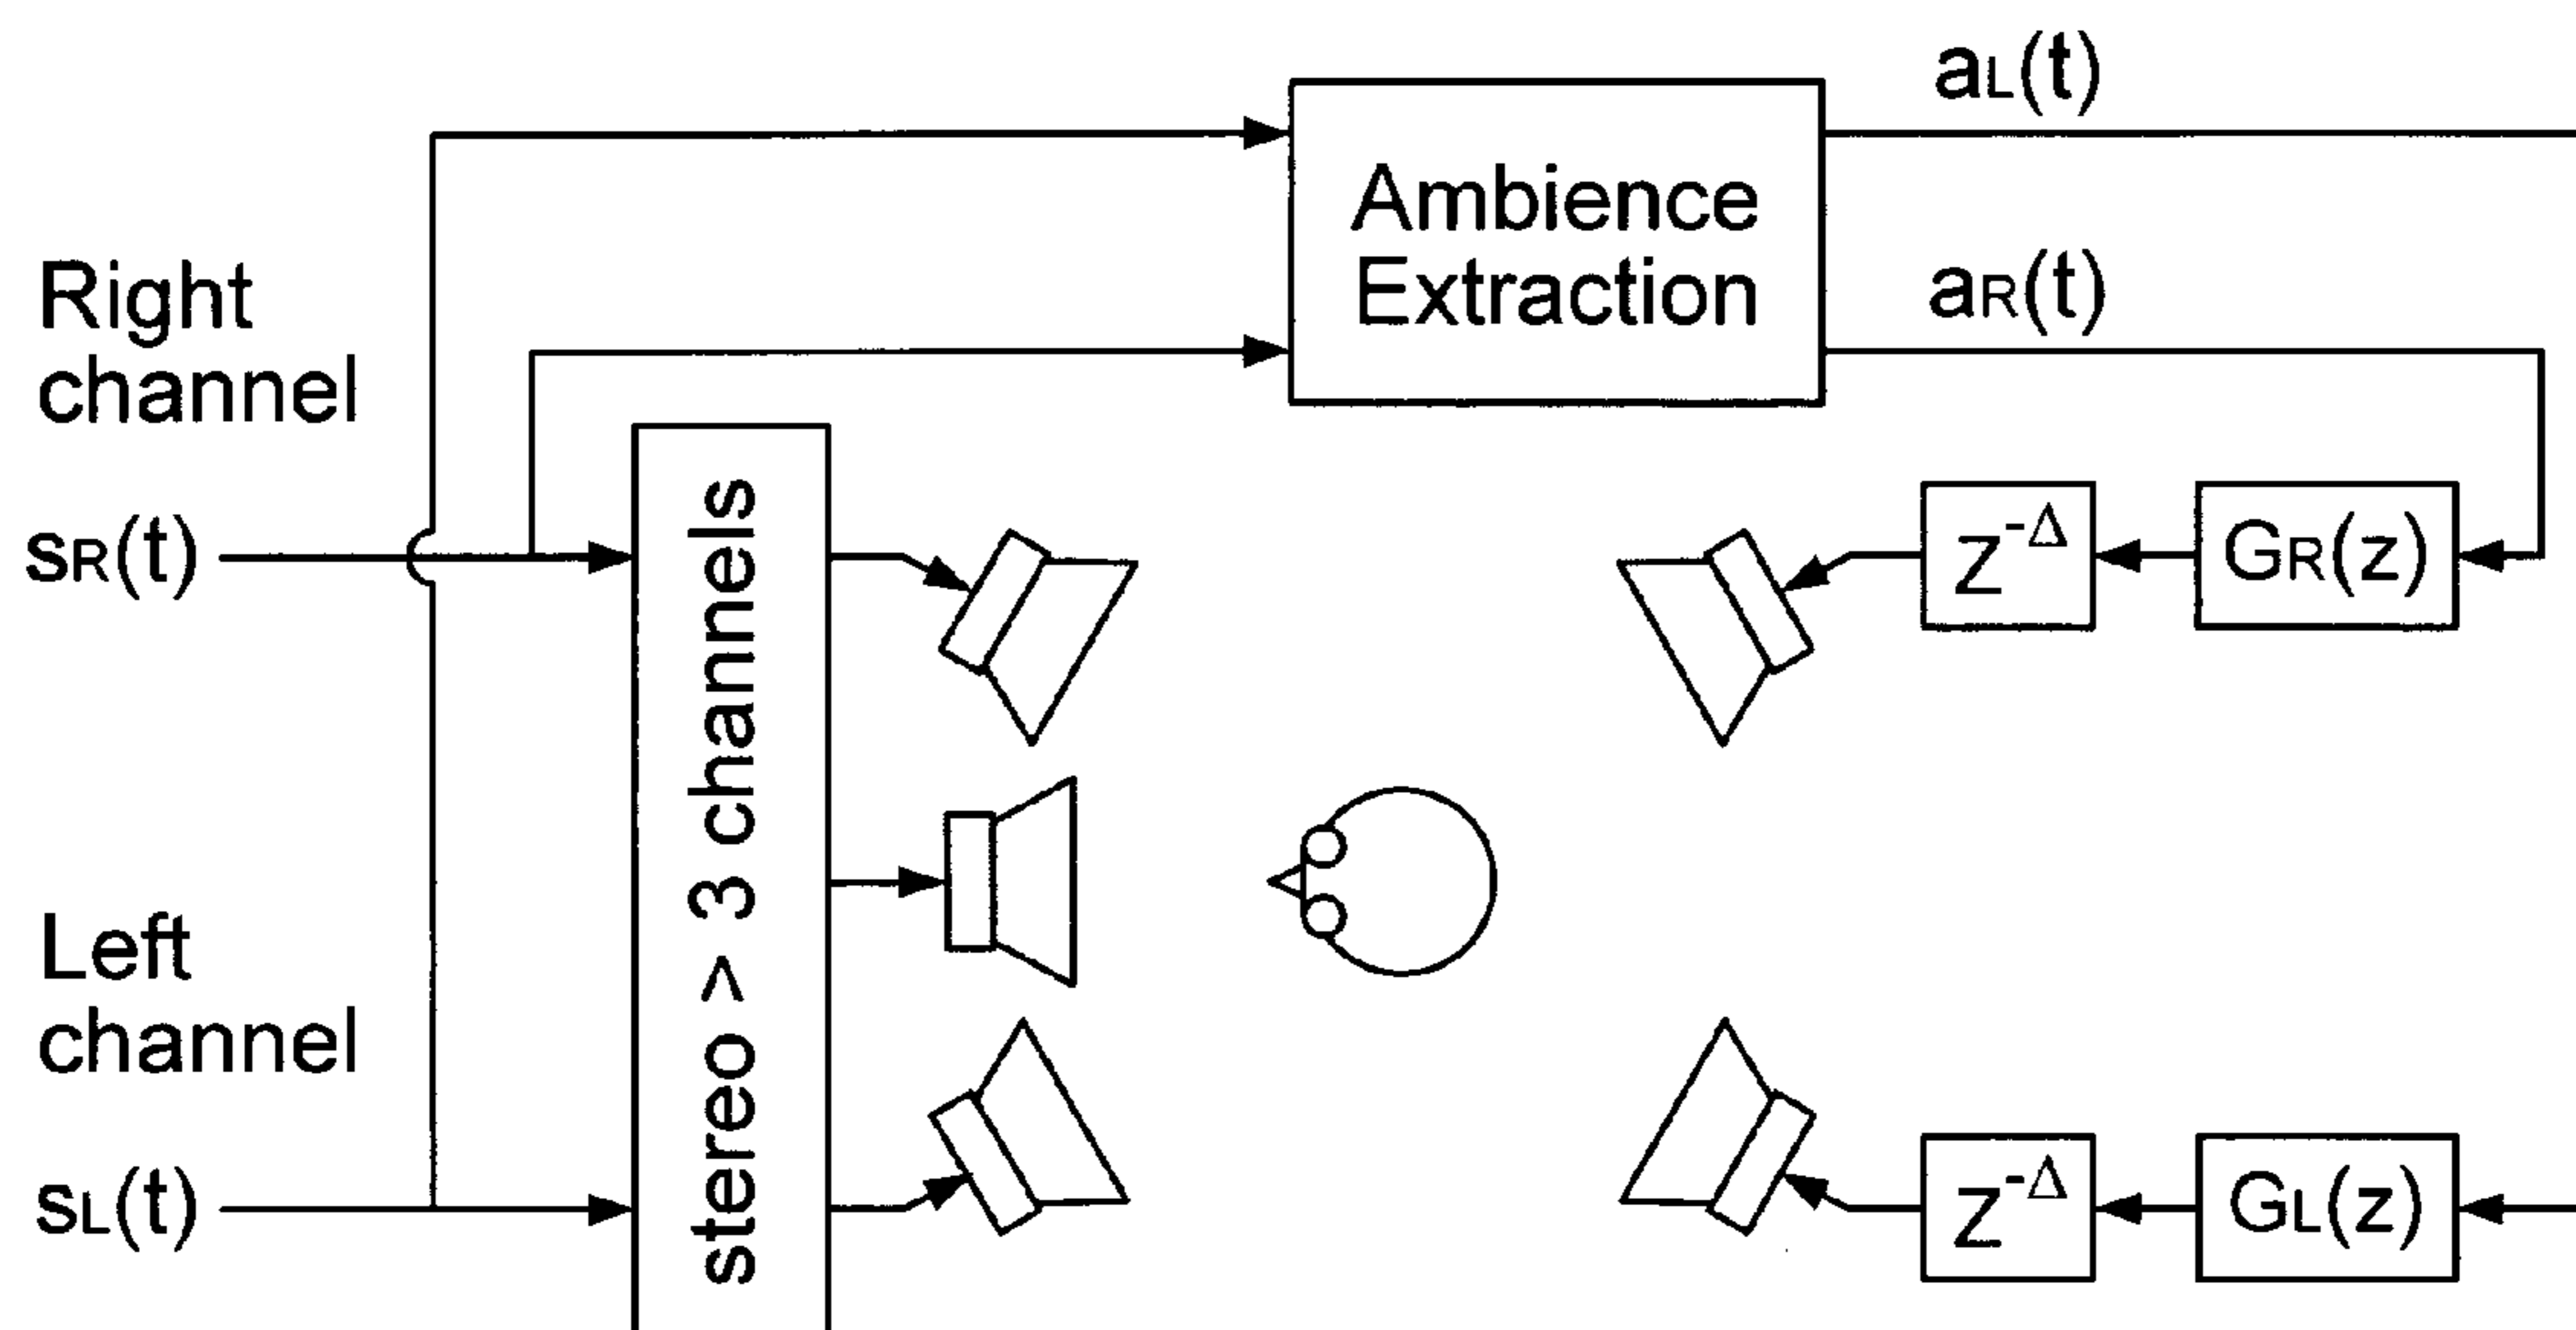 aL(t)
Ambience
Extraction
aR(t)
Right
channel
sR(t)
stereo > 3 channels
Z-Δ
GR(z)
Left
channel
sL(t)
Z-Δ
GL(z)